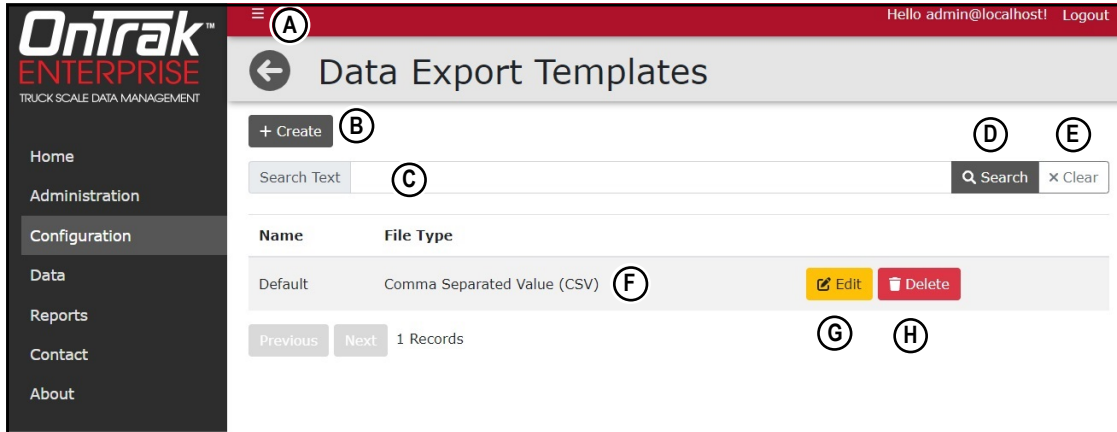 OnTrak™
ENTERPRISE
TRUCK SCALE DATA MANAGEMENT
Home
Administration
Configuration
Data
Reports
Contact
About
A
Hello admin@localhost! Logout
Data Export Templates
+ Create B
Search Text C
D E
Search × Clear
Name File Type
Default Comma Separated Value (CSV) F Edit Delete
G H
Previous Next 1 Records